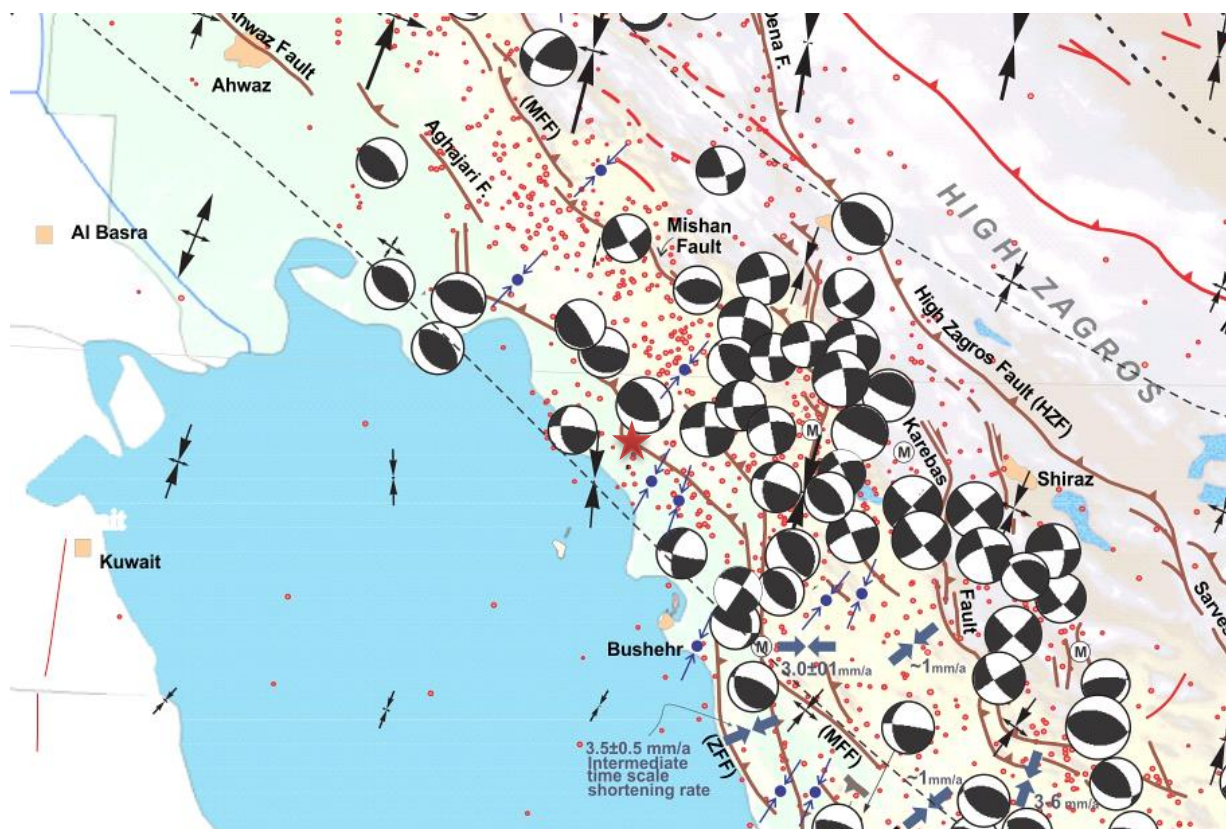 Ahwaz Fault
Ahwaz
Dena F.
(MFF)
Aghajari F.
Al Basra
Mishan
Fault
HIGH ZAGROS
High Zagros Fault (HZF)
M
Karebas
M
Shiraz
Kuwait
Fault
Bushehr
M
3.0±01 mm/a
~1mm/a
M
3.5±0.5 mm/a
Intermediate
time scale
shortening rate
(ZFF)
(MFF)
~1mm/a
3-6 mm/a